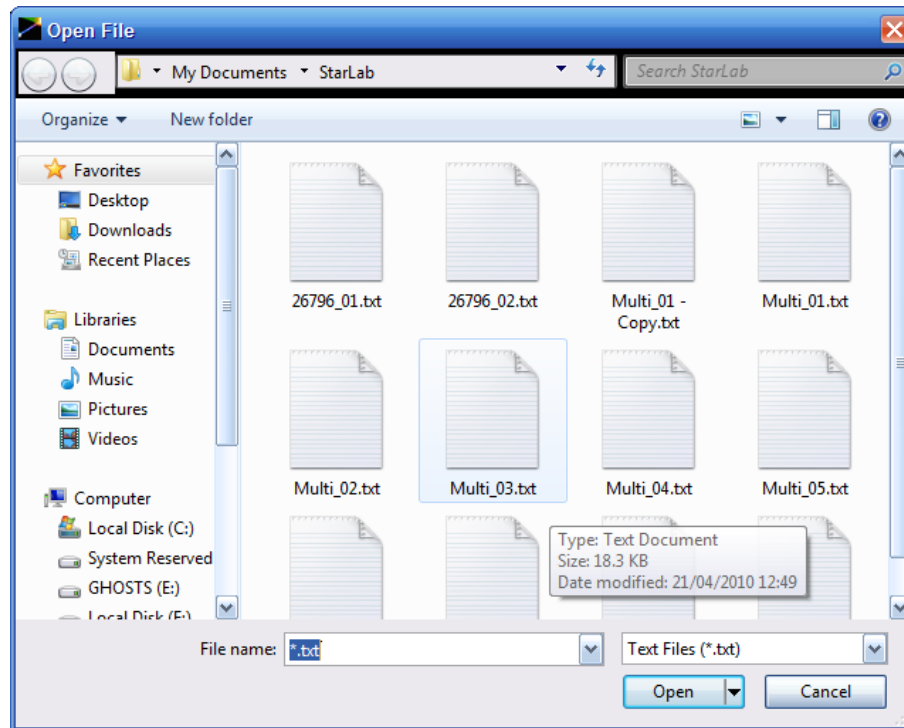 Open File
My Documents StarLab
Search StarLab
Organize New folder
Favorites
Desktop
Downloads
Recent Places
Libraries
Documents
Music
Pictures
Videos
Computer
Local Disk (C:)
System Reserved
GHOSTS (E:)
Local Disk (F:)
26796_01.txt
26796_02.txt
Multi_01 -
Copy.txt
Multi_01.txt
Multi_02.txt
Multi_03.txt
Multi_04.txt
Multi_05.txt
Type: Text Document
Size: 18.3 KB
Date modified: 21/04/2010 12:49
File name: *.txt
Text Files (*.txt)
Open
Cancel